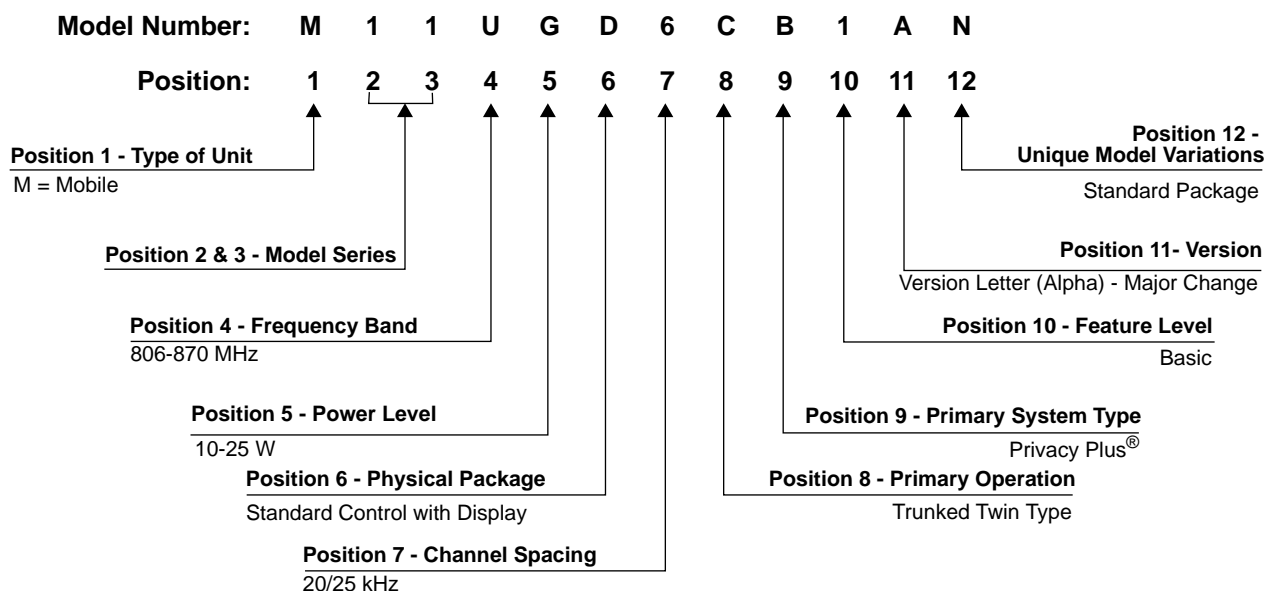 Model Number: M 1 1 U G D 6 C B 1 A N
Position: 1 2 3 4 5 6 7 8 9 10 11 12
Position 1 - Type of Unit
M = Mobile
Position 2 & 3 - Model Series
Position 4 - Frequency Band
806-870 MHz
Position 5 - Power Level
10-25 W
Position 6 - Physical Package
Standard Control with Display
Position 7 - Channel Spacing
20/25 kHz
Position 12 -
Unique Model Variations
Standard Package
Position 11- Version
Version Letter (Alpha) - Major Change
Position 10 - Feature Level
Basic
Position 9 - Primary System Type
Privacy Plus®
Position 8 - Primary Operation
Trunked Twin Type